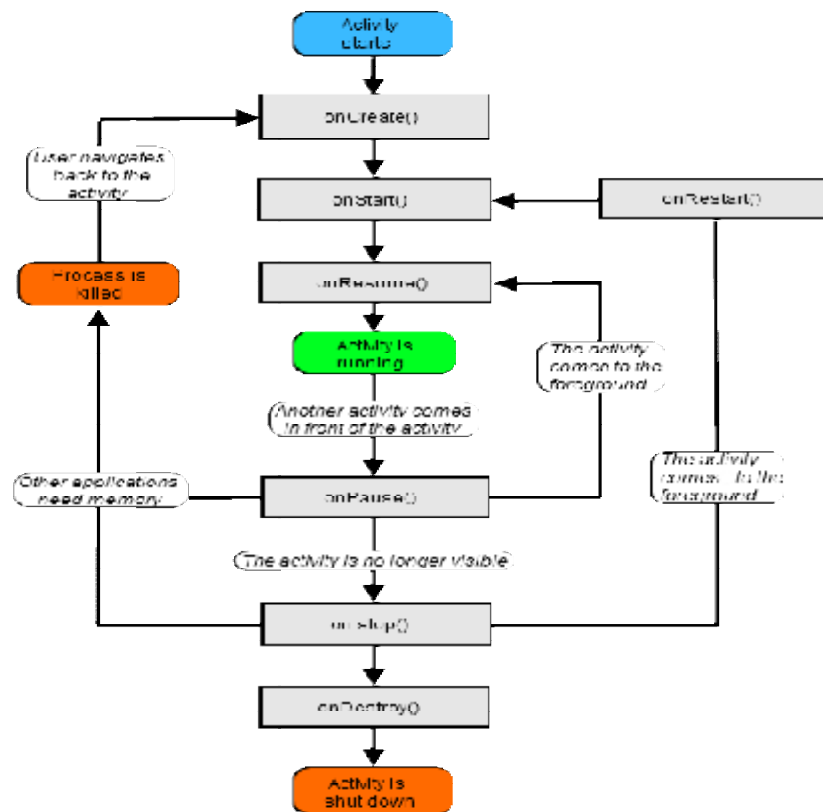 Activity
starts
onCreate()
User navigates
back to the
activity
onStart()
onRestart()
Process is
killed
onResume()
Activity is
running
The activity
comes to the
foreground
Another activity comes
in front of the activity
The activity
comes to the
foreground
Other applications
need memory
onPause()
The activity is no longer visible
onStop()
onDestroy()
Activity is
shut down